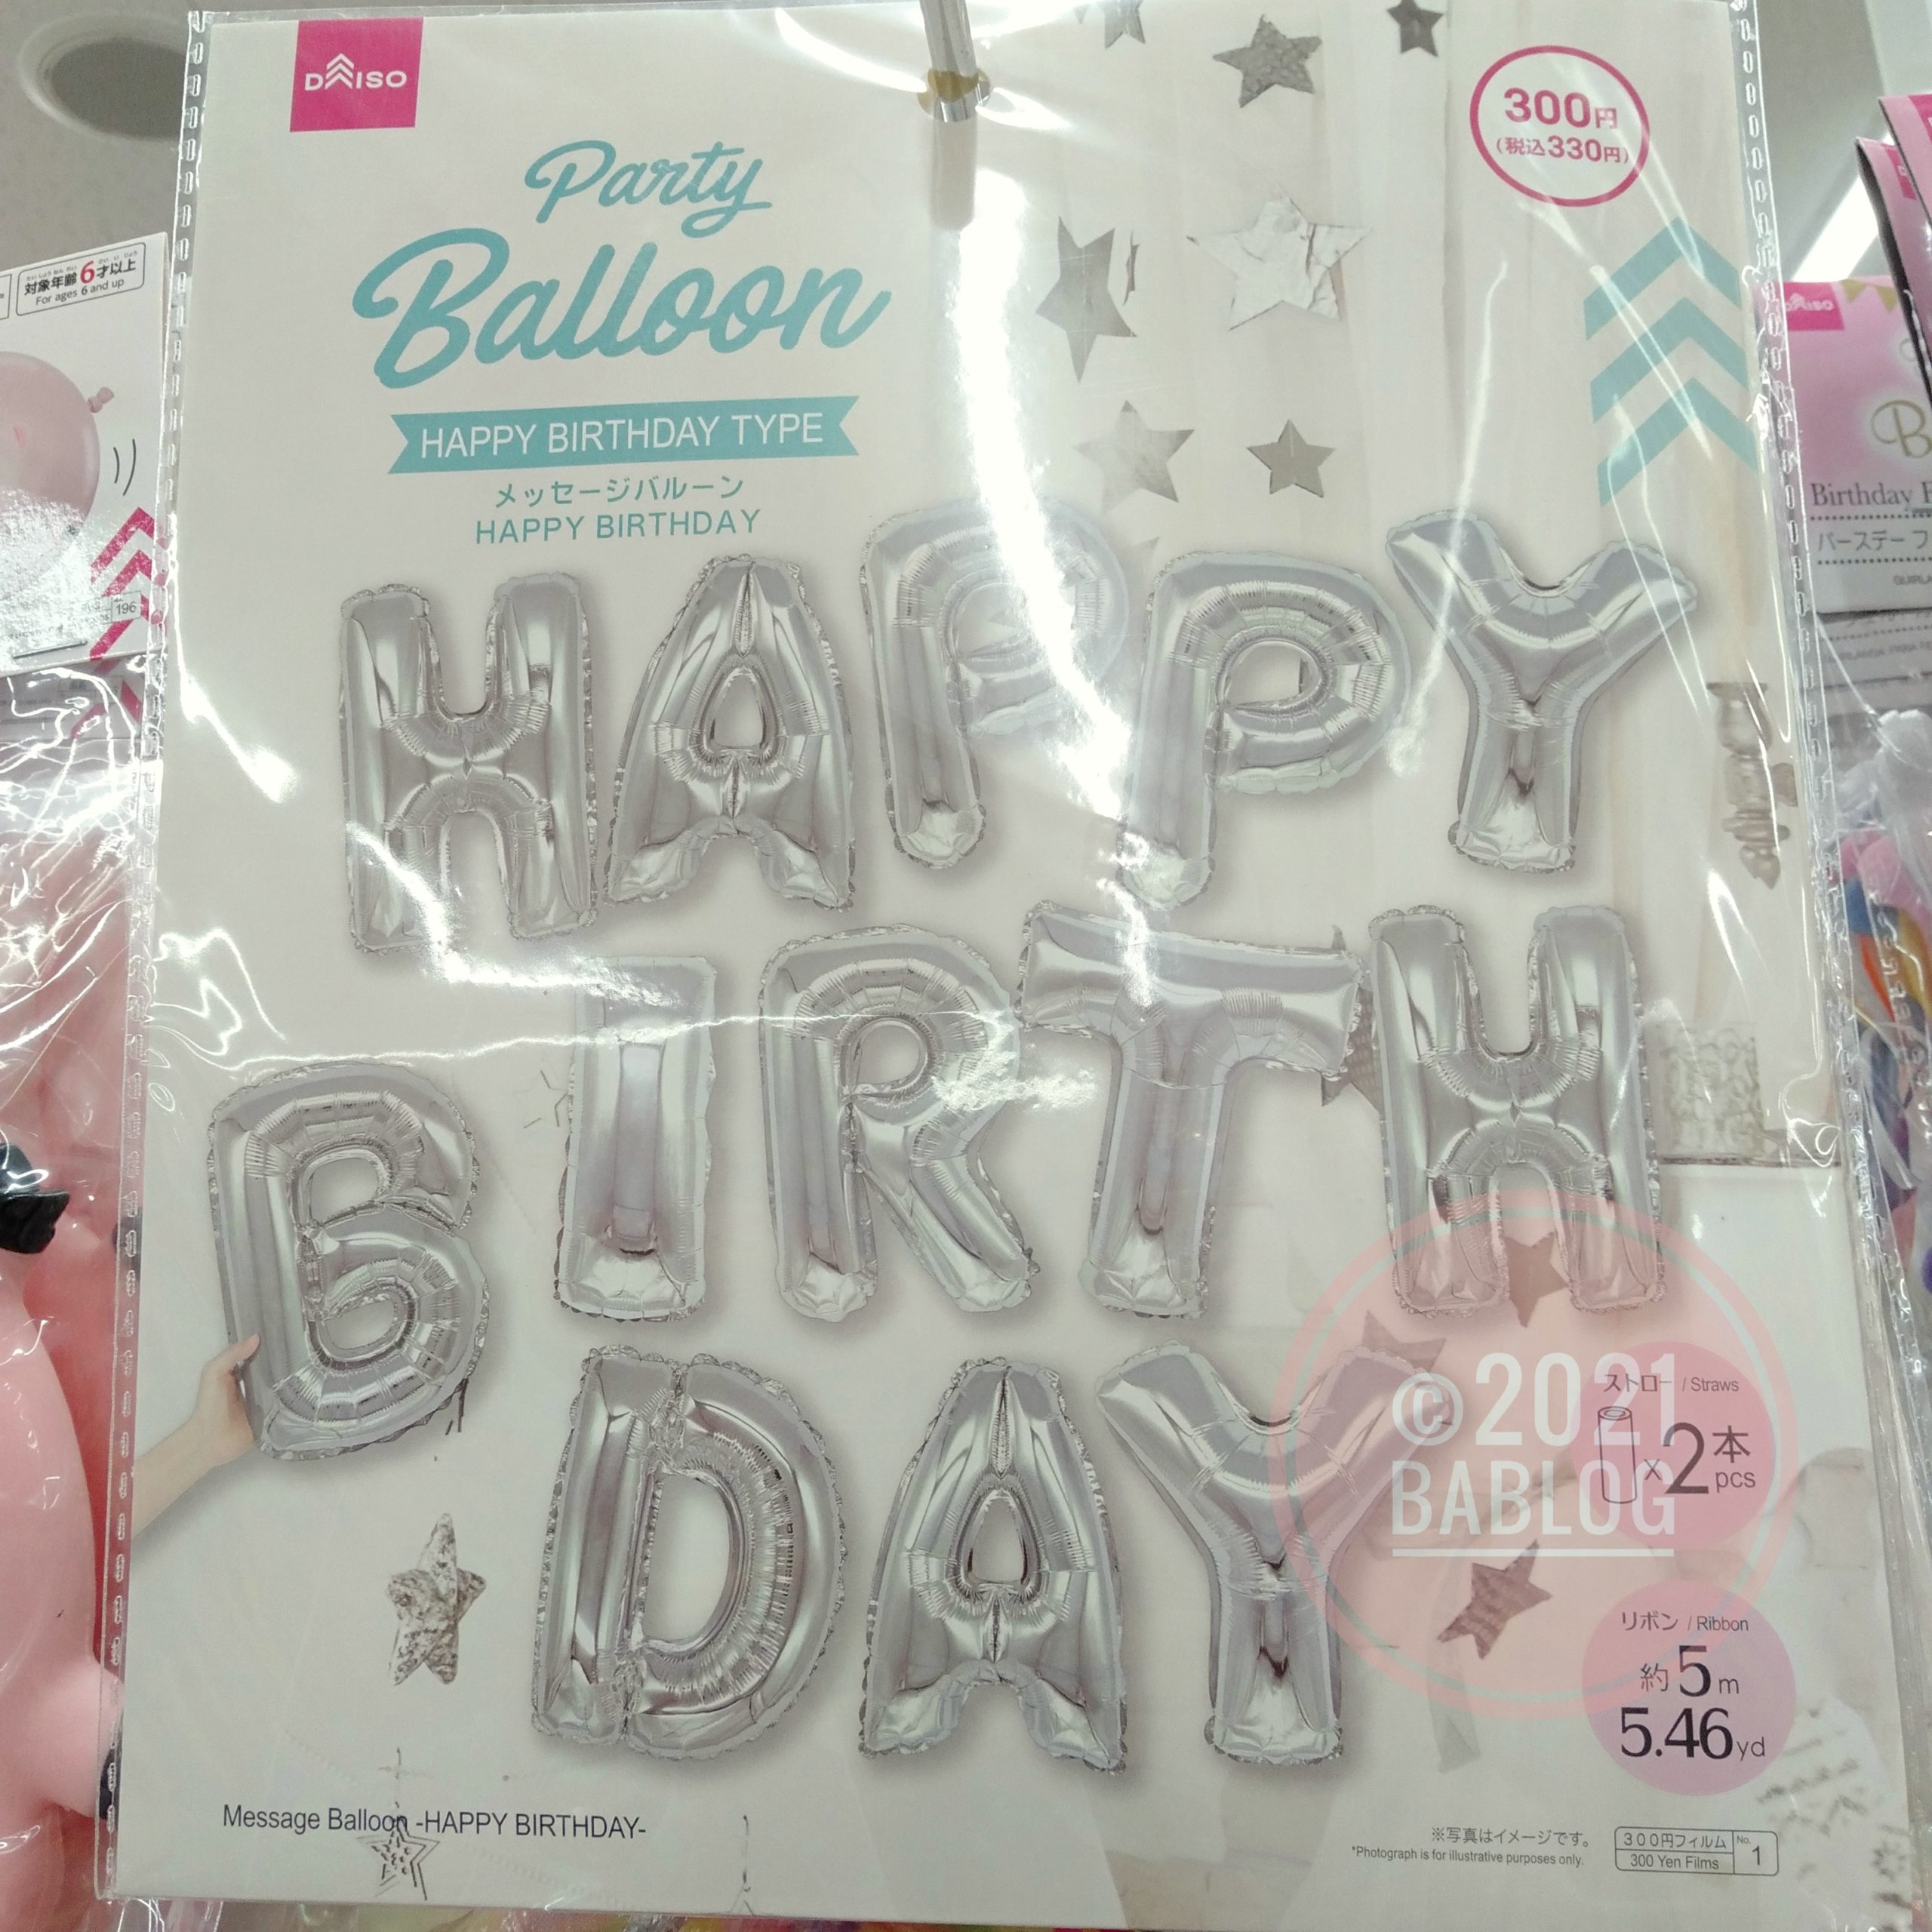 DAISO
300円
(税込330円)
Party
Balloon
HAPPY BIRTHDAY TYPE
メッセージバルーン
HAPPY BIRTHDAY
対象年齢6才以上
For ages 6 and up
196
DAISO
Birthday
バースデー フ
HAPPY
BIRTH
DAY
©2021
BABLOG
ストロー / Straws
x2本
pcs
リボン / Ribbon
約5m
5.46yd
Message Balloon -HAPPY BIRTHDAY-
※写真はイメージです。
*Photograph is for illustrative purposes only.
300円フィルム
300 Yen Films
No.
1